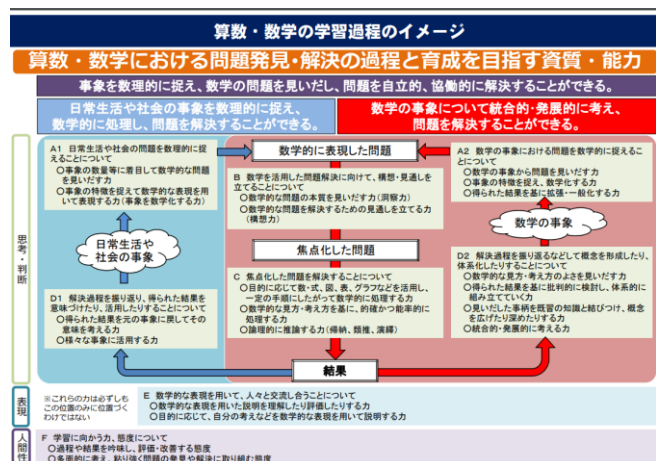 算数・数学の学習過程のイメージ
算数・数学における問題発見・解決の過程と育成を目指す資質・能力
事象を数理的に捉え、数学の問題を見いだし、問題を自立的、協働的に解決することができる。
日常生活や社会の事象を数理的に捉え、
数学的に処理し、問題を解決することができる。
数学の事象について統合的・発展的に考え、
問題を解決することができる。
思考・判断
A1 日常生活や社会の問題を数理的に捉
えることについて
○事象の数量等に着目して数学的な問題
を見いだす力
○事象の特徴を捉えて数学的な表現を用
いて表現する力(事象を数学化する力)
日常生活や
社会の事象
D1 解決過程を振り返り、得られた結果を
意味づけたり、活用したりすることについて
○得られた結果を元の事象に戻してその
意味を考える力
○様々な事象に活用する力
数学的に表現した問題
B 数学を活用した問題解決に向けて、構想・見通しを
立てることについて
○数学的な問題の本質を見いだす力(洞察力)
○数学的な問題を解決するための見通しを立てる力
(構想力)
焦点化した問題
C 焦点化した問題を解決することについて
○目的に応じて数・式、図、表、グラフなどを活用し、
一定の手順にしたがって数学的に処理する力
○数学的な見方・考え方を基に、的確かつ能率的に
処理する力
○論理的に推論する力(帰納、類推、演繹)
結果
A2 数学の事象における問題を数学的に捉えるこ
とについて
○数学の事象から問題を見いだす力
○事象の特徴を捉え、数学化する力
○得られた結果を基に拡張・一般化する力
数学の事象
D2 解決過程を振り返るなどして概念を形成したり、
体系化したりすることについて
○数学的な見方・考え方のよさを見いだす力
○得られた結果を基に批判的に検討し、体系的に
組み立てていく力
○見いだした事柄を既習の知識と結びつけ、概念
を広げたり深めたりする力
○統合的・発展的に考える力
表現
※これらの力は必ずしも
この位置のみに位置づく
わけではない
E 数学的な表現を用いて、人々と交流し合うことについて
○数学的な表現を用いた説明を理解したり評価したりする力
○目的に応じて、自分の考えなどを数学的な表現を用いて説明する力
人間性
F 学習に向かう力、態度について
○過程や結果を吟味し、評価・改善する態度
○多面的に考え、粘り強く問題の発見や解決に取り組む態度